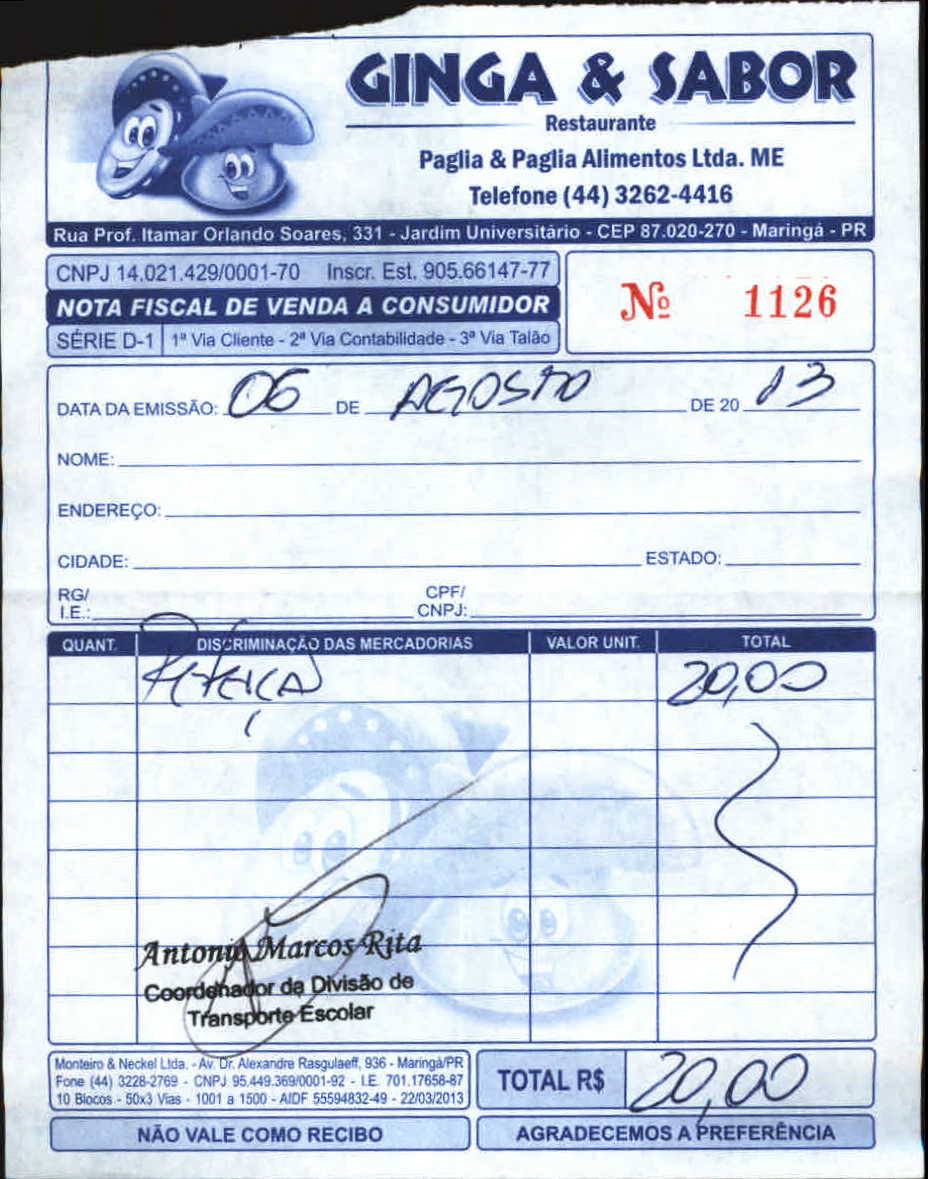 GINGA & SABOR
Restaurante
Paglia & Paglia Alimentos Ltda. ME
Telefone (44) 3262-4416
Rua Prof. Itamar Orlando Soares, 331 - Jardim Universitário - CEP 87.020-270 - Maringá - PR
CNPJ 14.021.429/0001-70 Inscr. Est. 905.66147-77
NOTA FISCAL DE VENDA A CONSUMIDOR
SÉRIE D-1 1ª Via Cliente - 2ª Via Contabilidade - 3ª Via Talão
Nº 1126
DATA DA EMISSÃO: 06 DE AGOSTO DE 20 13
NOME:
ENDEREÇO:
CIDADE: ESTADO:
RG/ I.E.: CPF/ CNPJ:
QUANT. DISCRIMINAÇÃO DAS MERCADORIAS VALOR UNIT. TOTAL
20,00
Antonio Marcos Rita
Coordenador da Divisão de
Transporte Escolar
Monteiro & Neckel Ltda. - Av. Dr. Alexandre Rasgulaeff, 936 - Maringá/PR
Fone (44) 3228-2769 - CNPJ 95.449.369/0001-92 - I.E. 701.17658-87
10 Blocos - 50x3 Vias - 1001 a 1500 - AIDF 55594832-49 - 22/03/2013
TOTAL R$ 20,00
NÃO VALE COMO RECIBO
AGRADECEMOS A PREFERÊNCIA